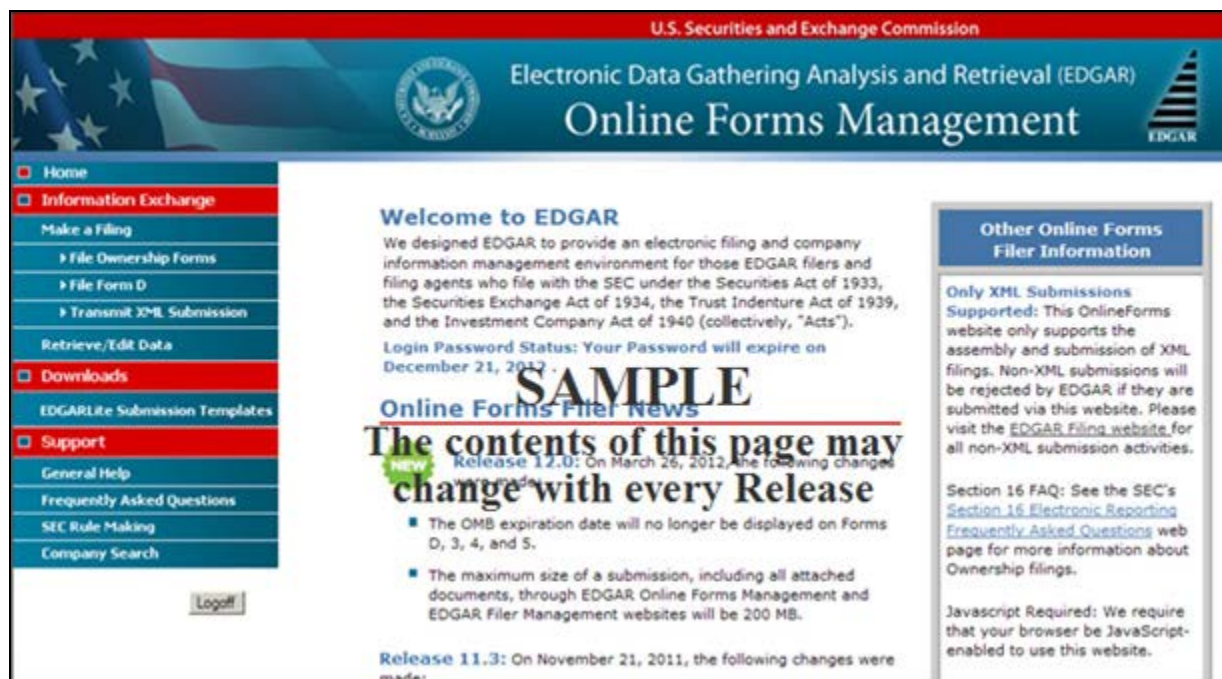 U.S. Securities and Exchange Commission
Electronic Data Gathering Analysis and Retrieval (EDGAR)
Online Forms Management
EDGAR
Home
Information Exchange
Make a Filing
File Ownership Forms
File Form D
Transmit XML Submission
Retrieve/Edit Data
Downloads
EDGARLite Submission Templates
Support
General Help
Frequently Asked Questions
SEC Rule Making
Company Search
Logoff
Welcome to EDGAR
We designed EDGAR to provide an electronic filing and company
information management environment for those EDGAR filers and
filing agents who file with the SEC under the Securities Act of 1933,
the Securities Exchange Act of 1934, the Trust Indenture Act of 1939,
and the Investment Company Act of 1940 (collectively, "Acts").
Login Password Status: Your Password will expire on
December 21, 2012 .
SAMPLE
Online Forms Filer News
The contents of this page may
change with every Release
NEW
Release 12.0: On March 26, 2012, the following changes
were made:
The OMB expiration date will no longer be displayed on Forms
D, 3, 4, and 5.
The maximum size of a submission, including all attached
documents, through EDGAR Online Forms Management and
EDGAR Filer Management websites will be 200 MB.
Release 11.3: On November 21, 2011, the following changes were
made:
Other Online Forms
Filer Information
Only XML Submissions
Supported: This OnlineForms
website only supports the
assembly and submission of XML
filings. Non-XML submissions will
be rejected by EDGAR if they are
submitted via this website. Please
visit the EDGAR Filing website for
all non-XML submission activities.
Section 16 FAQ: See the SEC's
Section 16 Electronic Reporting
Frequently Asked Questions web
page for more information about
Ownership filings.
Javascript Required: We require
that your browser be JavaScript-
enabled to use this website.